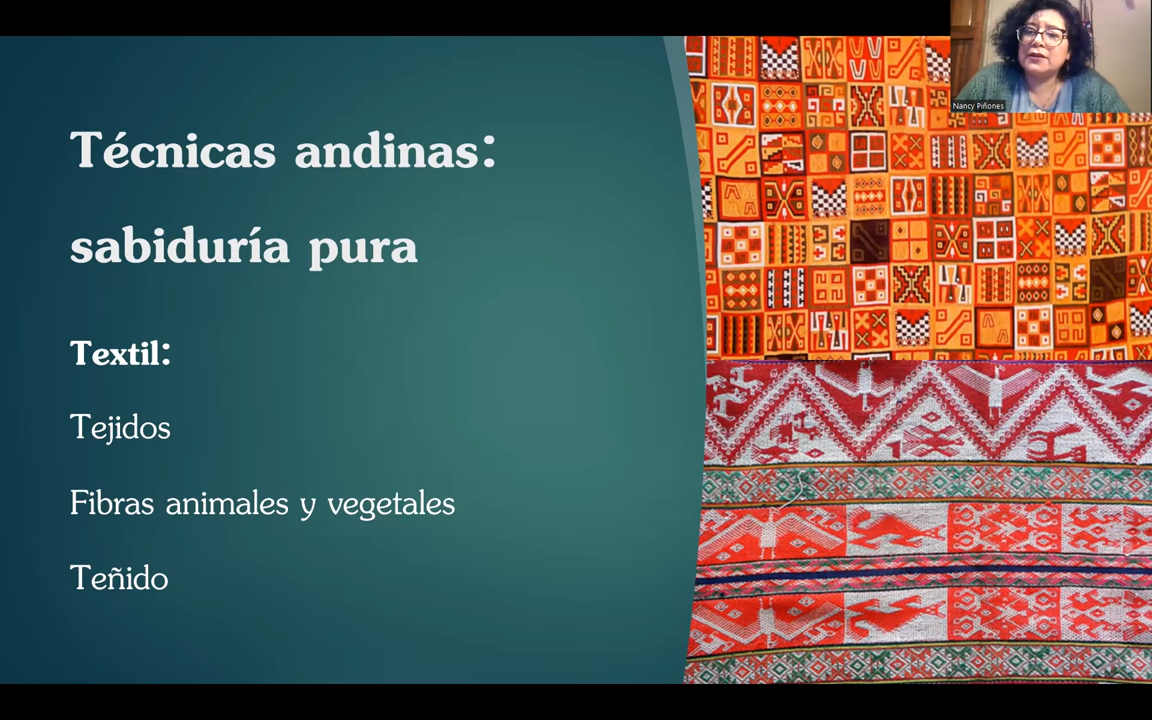 Técnicas andinas:
sabiduría pura
Textil:
Tejidos
Fibras animales y vegetales
Teñido
Nancy Piñones